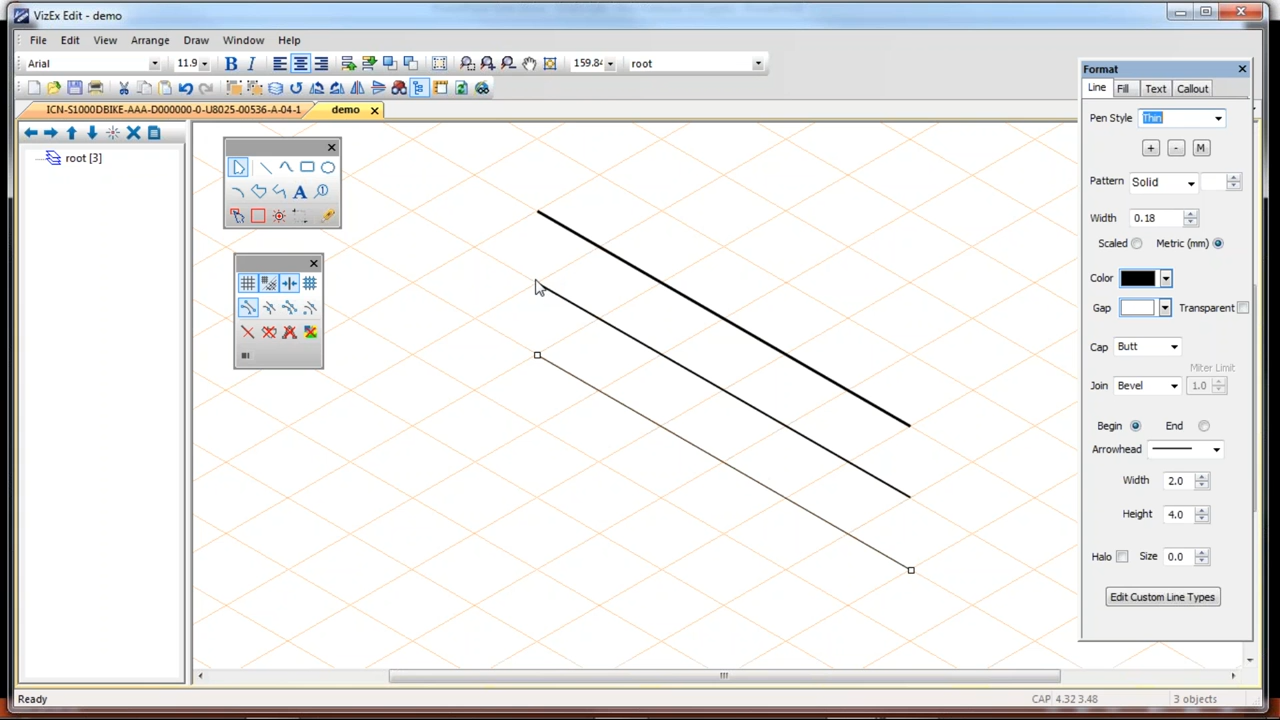 VizEx Edit - demo
File Edit View Arrange Draw Window Help
Arial 11.9 B I 159.84 root
ICN-S1000DBIKE-AAA-D000000-0-U8025-00536-A-04-1 demo
root [3]
A
Format
Line Fill Text Callout
Pen Style Thin
+ - M
Pattern Solid
Width 0.18
Scaled Metric (mm)
Color
Gap Transparent
Cap Butt
Miter Limit
Join Bevel 1.0
Begin End
Arrowhead
Width 2.0
Height 4.0
Halo Size 0.0
Edit Custom Line Types
Ready CAP 4.32 3.48 3 objects